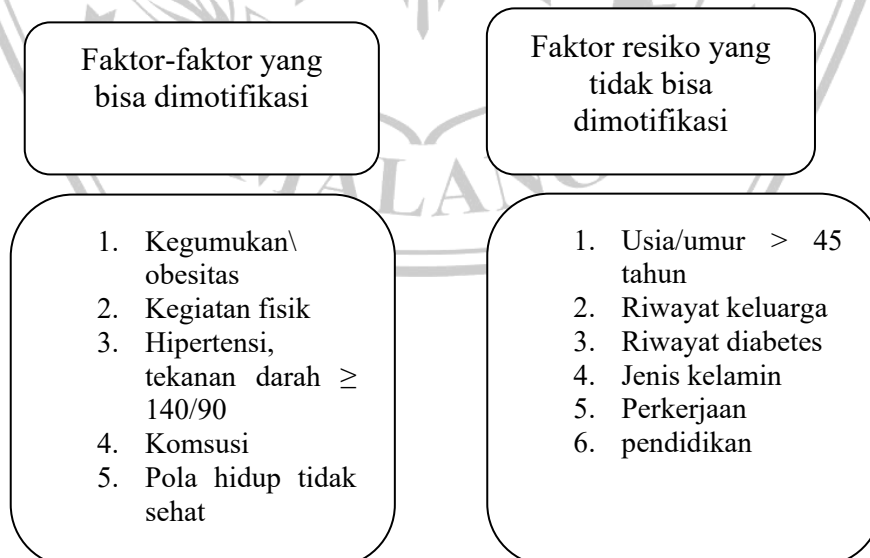 Faktor-faktor yang
bisa dimotifikasi
Faktor resiko yang
tidak bisa
dimotifikasi
1. Kegumukan\
obesitas
2. Kegiatan fisik
3. Hipertensi,
tekanan darah ≥
140/90
4. Komsusi
5. Pola hidup tidak
sehat
1. Usia/umur > 45
tahun
2. Riwayat keluarga
3. Riwayat diabetes
4. Jenis kelamin
5. Perkerjaan
6. pendidikan